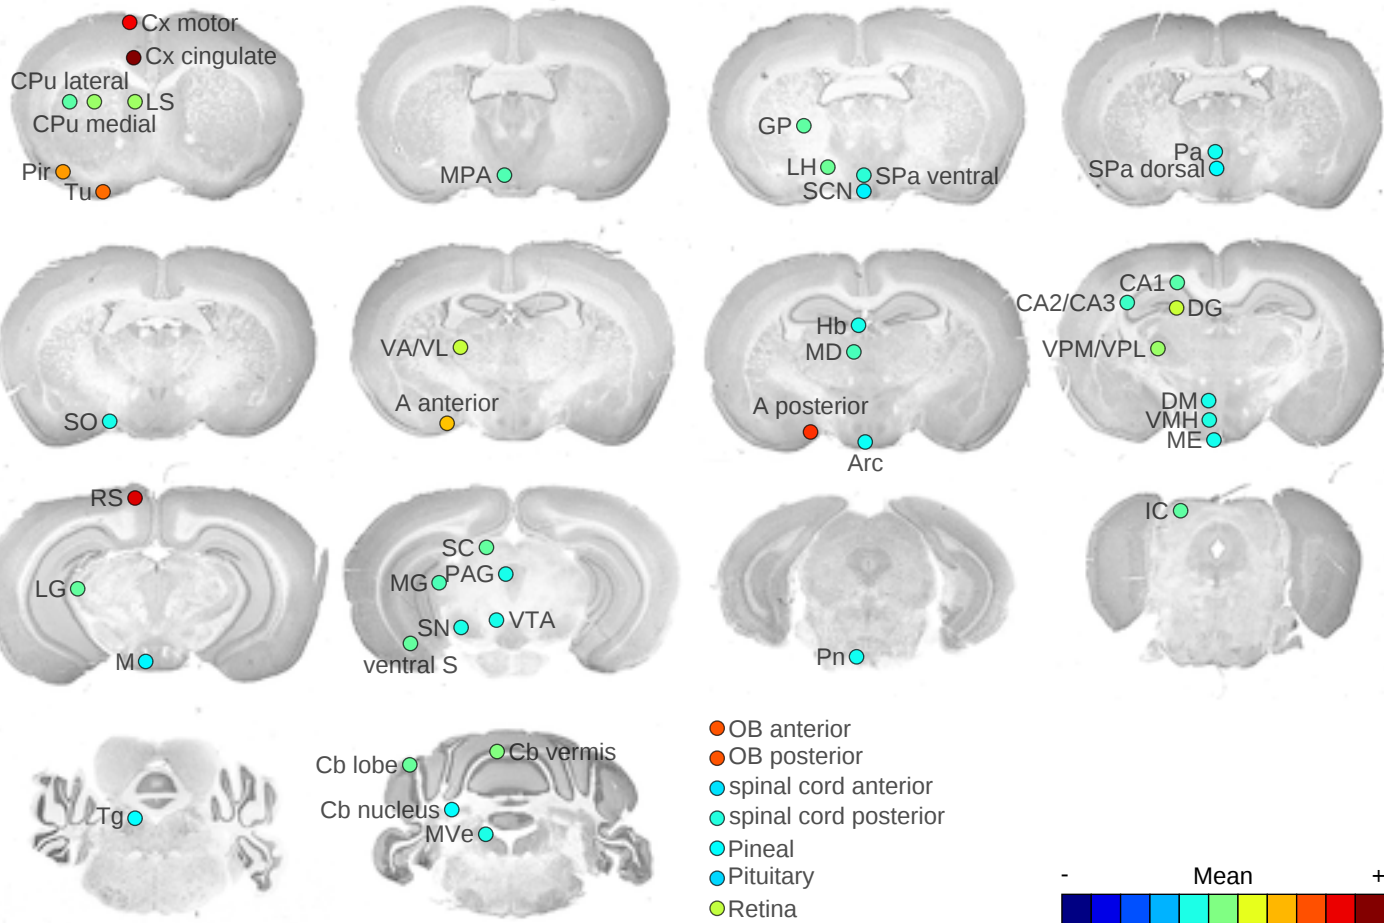 Cx motor
Cx cingulate
CPu lateral
LS
CPu medial
Pir
Tu
MPA
GP
LH
SPa ventral
SCN
Pa
SPa dorsal
SO
VA/VL
A anterior
Hb
MD
A posterior
Arc
CA1
CA2/CA3
DG
VPM/VPL
DM
VMH
ME
RS
LG
M
SC
MG
PAG
SN
VTA
ventral S
Pn
IC
Tg
Cb lobe
Cb vermis
Cb nucleus
MVe
OB anterior
OB posterior
spinal cord anterior
spinal cord posterior
Pineal
Pituitary
Retina
- Mean +